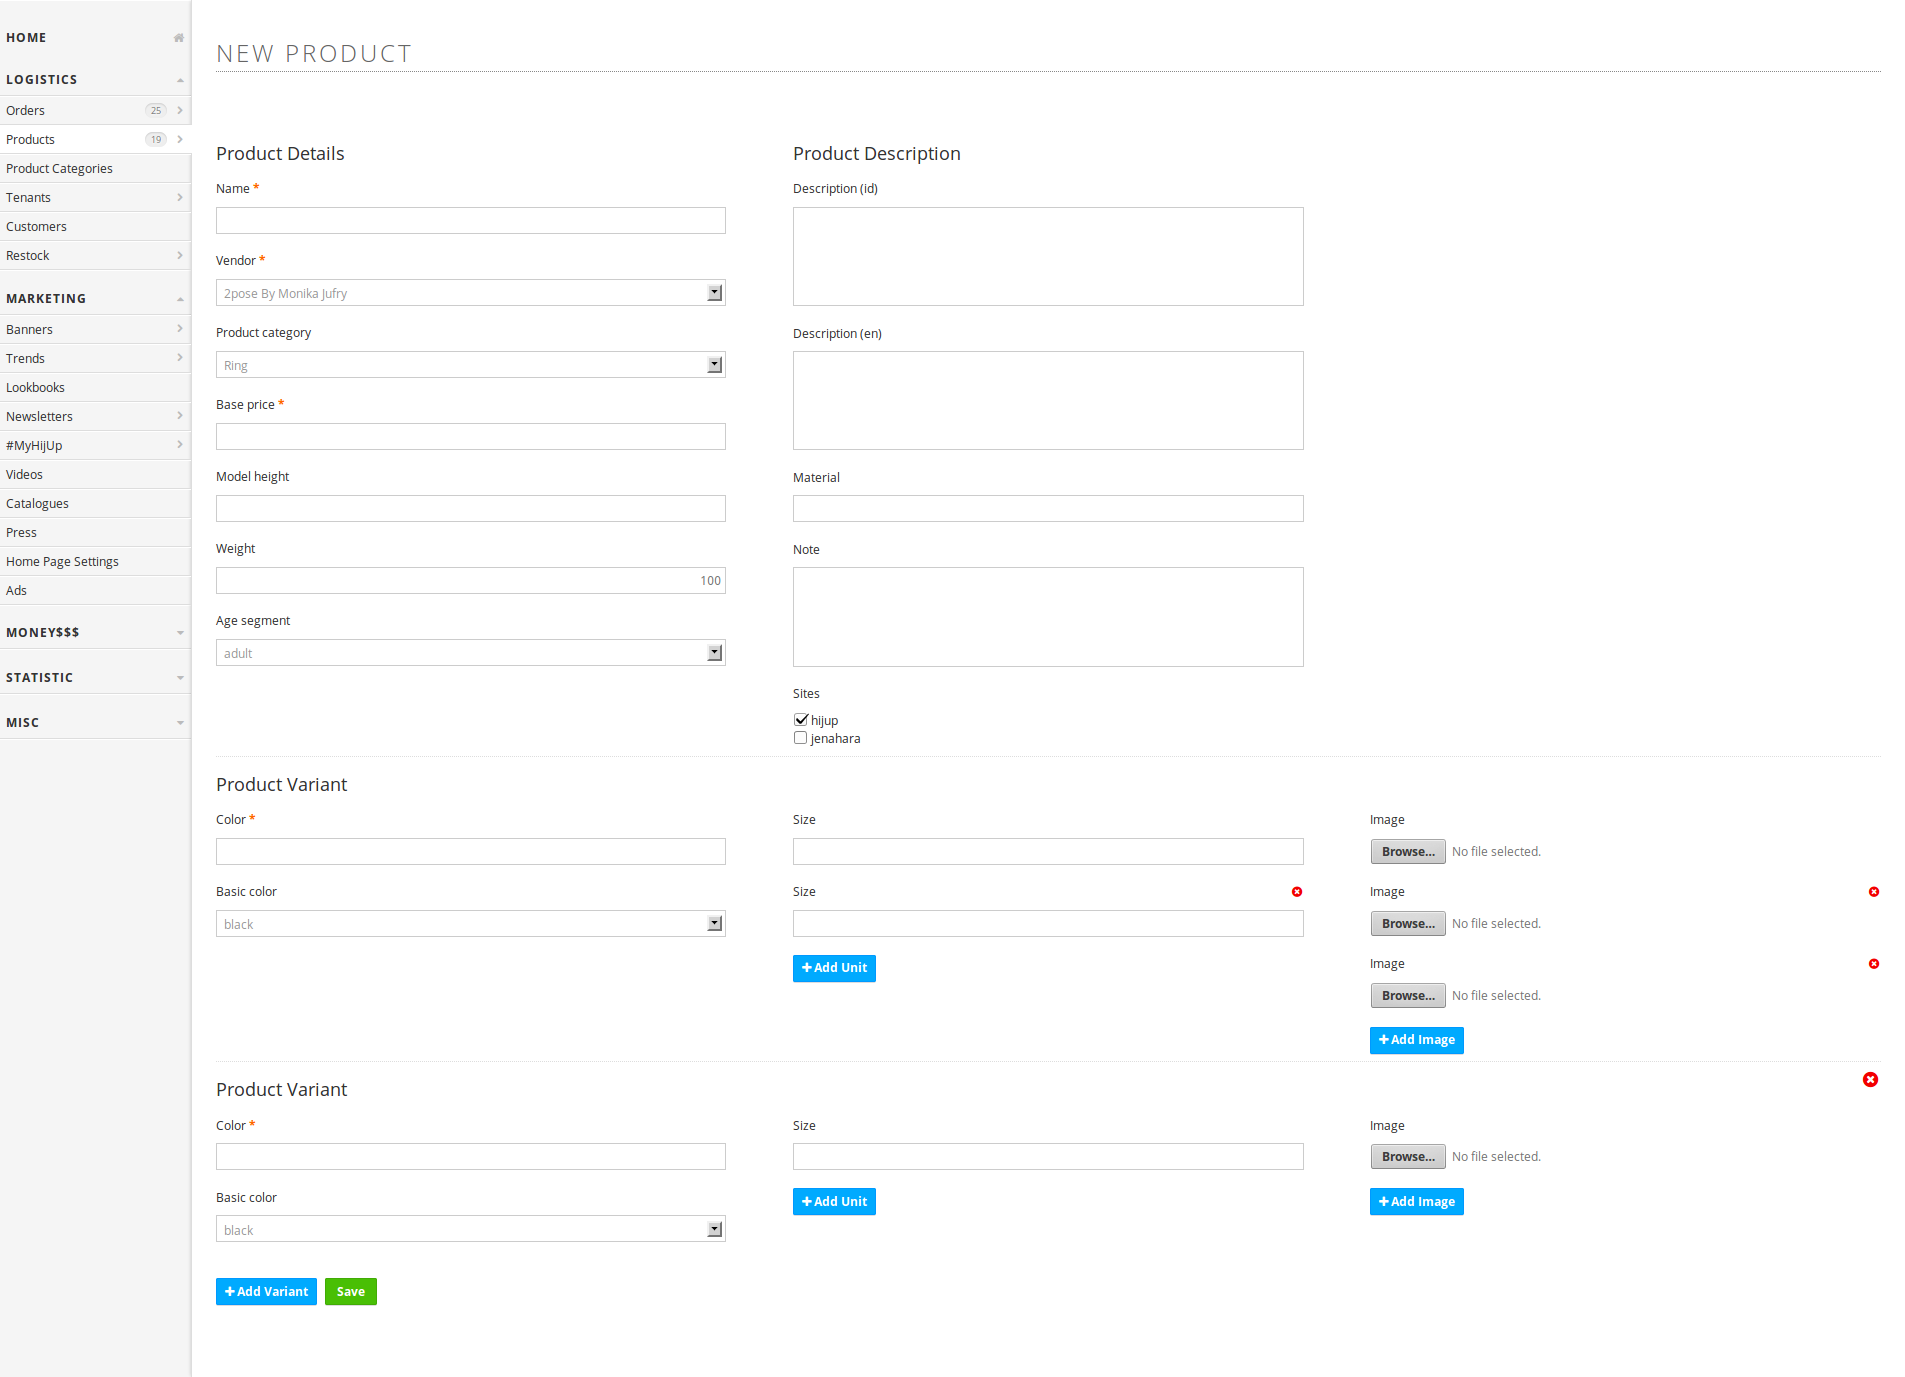 HOME
LOGISTICS
Orders 25
Products 19
Product Categories
Tenants
Customers
Restock
MARKETING
Banners
Trends
Lookbooks
Newsletters
#MyHijUp
Videos
Catalogues
Press
Home Page Settings
Ads
MONEY$$$
STATISTIC
MISC
NEW PRODUCT
Product Details
Name *
Vendor *
2pose By Monika Jufry
Product category
Ring
Base price *
Model height
Weight
100
Age segment
adult
Product Description
Description (id)
Description (en)
Material
Note
Sites
hijup
jenahara
Product Variant
Color *
Basic color
black
Size
Size
+ Add Unit
Image
Browse... No file selected.
Image
Browse... No file selected.
Image
Browse... No file selected.
+ Add Image
Product Variant
Color *
Basic color
black
Size
+ Add Unit
Image
Browse... No file selected.
+ Add Image
+ Add Variant Save